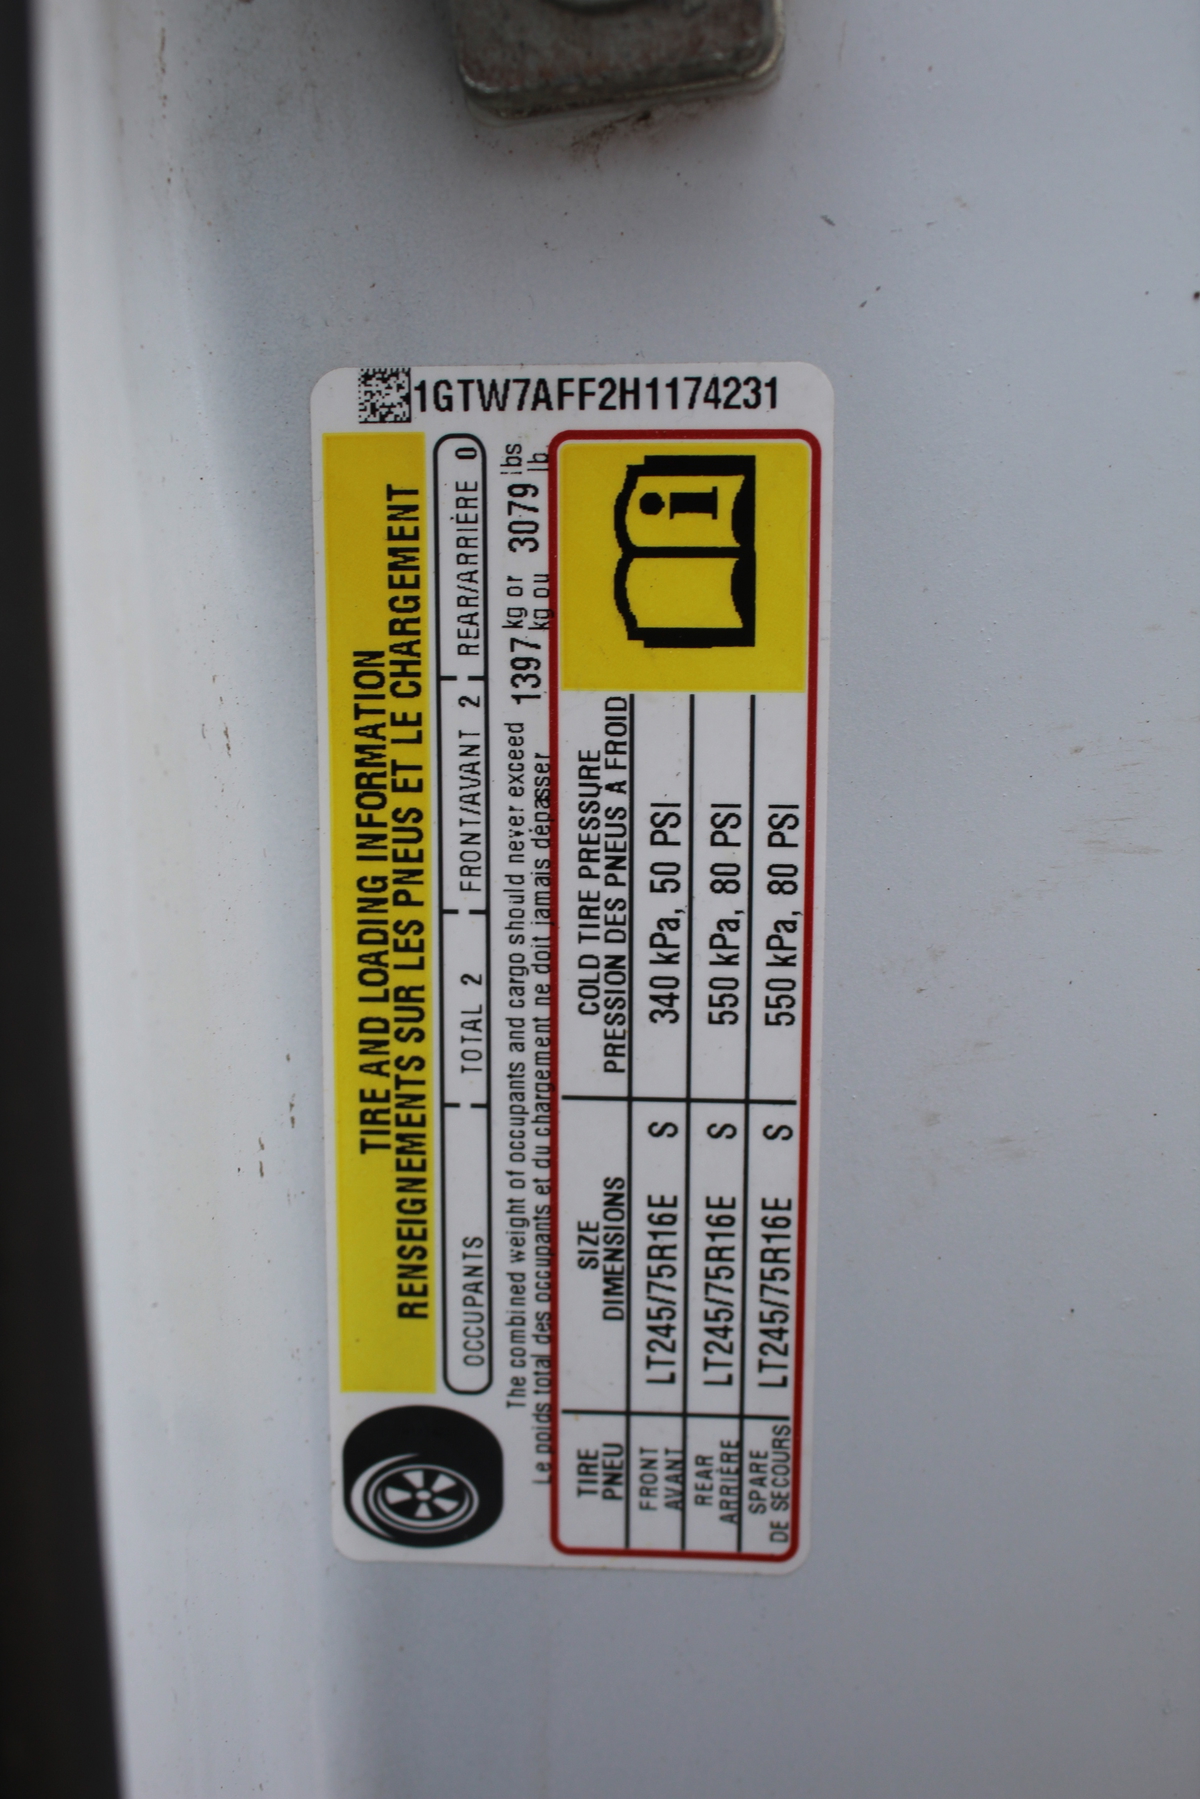 1GTW7AFF2H1174231
TIRE AND LOADING INFORMATION
RENSEIGNEMENTS SUR LES PNEUS ET LE CHARGEMENT
OCCUPANTS TOTAL 2 FRONT/AVANT 2 REAR/ARRIÈRE 0
The combined weight of occupants and cargo should never exceed 1397 kg or 3079 lbs
Le poids total des occupants et du chargement ne doit jamais dépasser kg ou lb.
TIRE SIZE COLD TIRE PRESSURE
PNEU DIMENSIONS PRESSION DES PNEUS À FROID
FRONT LT245/75R16E S 340 kPa, 50 PSI
AVANT
REAR LT245/75R16E S 550 kPa, 80 PSI
ARRIÈRE
SPARE LT245/75R16E S 550 kPa, 80 PSI
DE SECOURS
i